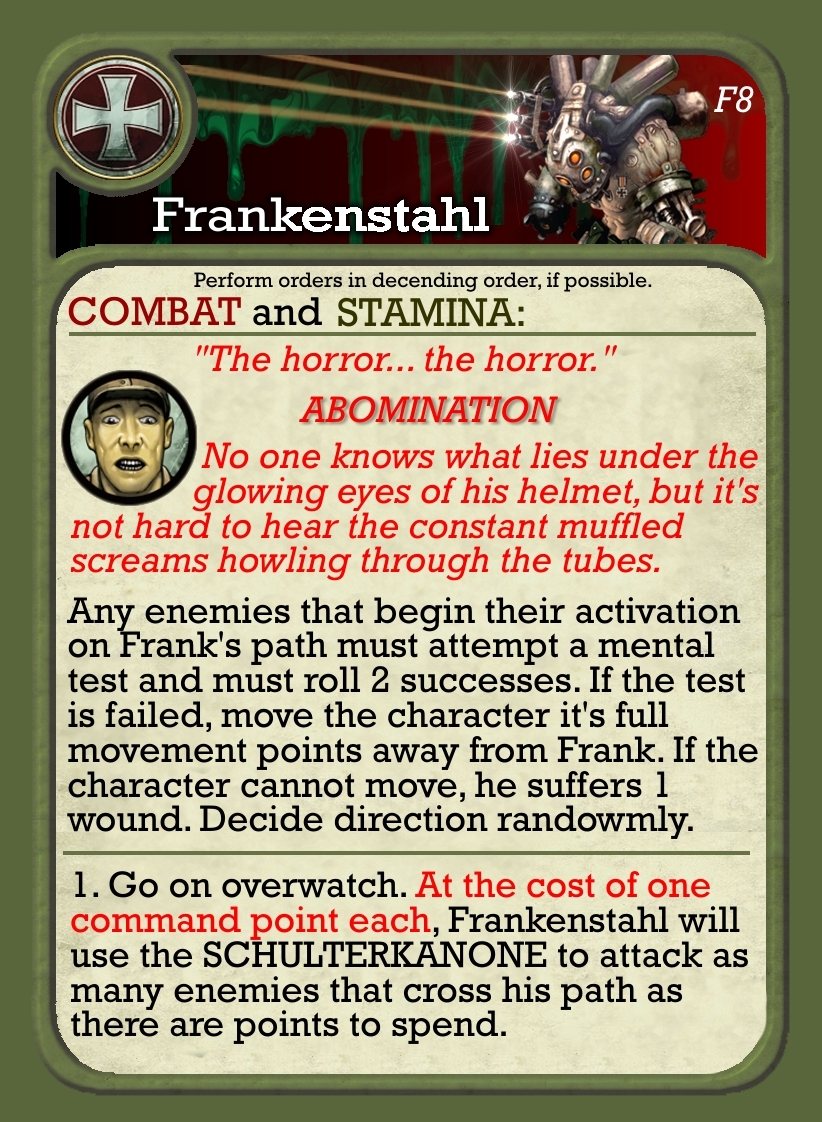 F8
Frankenstahl
Perform orders in decending order, if possible.
COMBAT and STAMINA:
"The horror... the horror."
ABOMINATION
No one knows what lies under the
glowing eyes of his helmet, but it's
not hard to hear the constant muffled
screams howling through the tubes.
Any enemies that begin their activation
on Frank's path must attempt a mental
test and must roll 2 successes. If the test
is failed, move the character it's full
movement points away from Frank. If the
character cannot move, he suffers 1
wound. Decide direction randowmly.
1. Go on overwatch. At the cost of one
command point each, Frankenstahl will
use the SCHULTERKANONE to attack as
many enemies that cross his path as
there are points to spend.